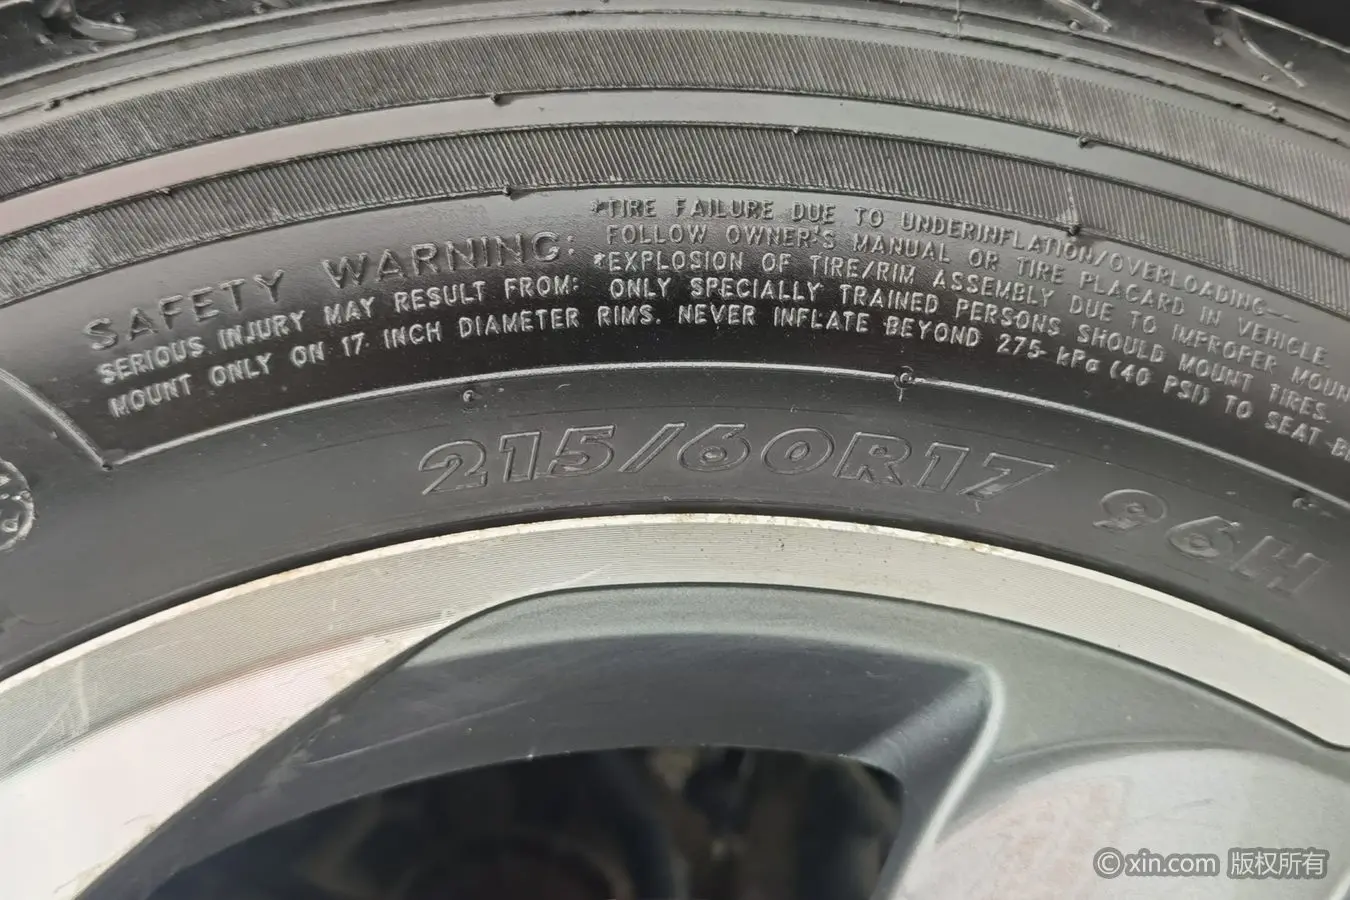 *TIRE FAILURE DUE TO UNDERINFLATION/OVERLOADING—
SAFETY WARNING: FOLLOW OWNER'S MANUAL OR TIRE PLACARD IN VEHICLE.
*EXPLOSION OF TIRE/RIM ASSEMBLY DUE TO IMPROPER MOUN
SERIOUS INJURY MAY RESULT FROM: ONLY SPECIALLY TRAINED PERSONS SHOULD MOUNT TIRES.
MOUNT ONLY ON 17 INCH DIAMETER RIMS. NEVER INFLATE BEYOND 275 kPa (40 PSI) TO SEAT BE
215/60R17 96H
©xin.com 版权所有